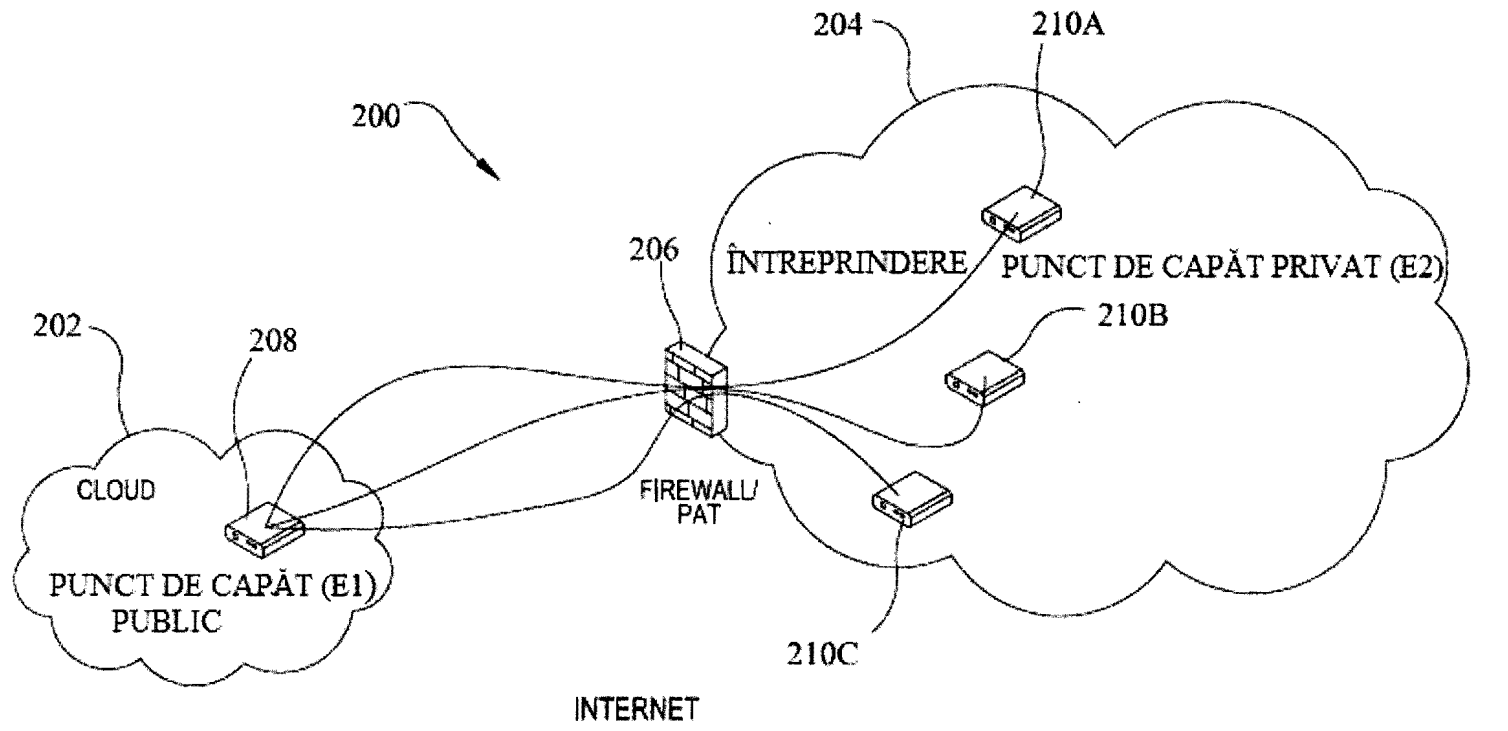 204
210A
200
206
ÎNTREPRINDERE
PUNCT DE CAPĂT PRIVAT (E2)
210B
202
208
CLOUD
FIREWALL/
PAT
PUNCT DE CAPĂT (E1)
PUBLIC
210C
INTERNET